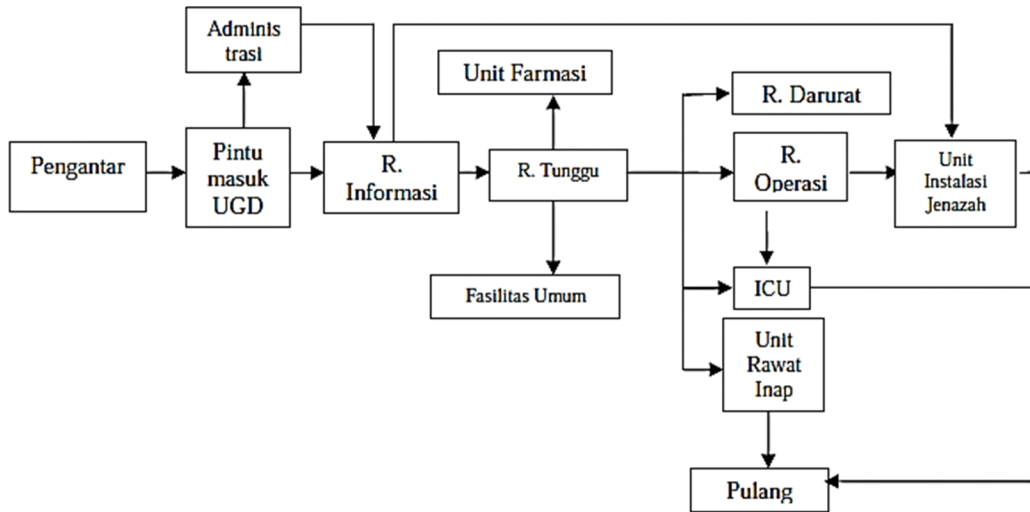 Adminis
trasi
Unit Farmasi
R. Darurat
Pengantar
Pintu
masuk
UGD
R.
Informasi
R. Tunggu
R.
Operasi
Unit
Instalasi
Jenazah
Fasilitas Umum
ICU
Unit
Rawat
Inap
Pulang